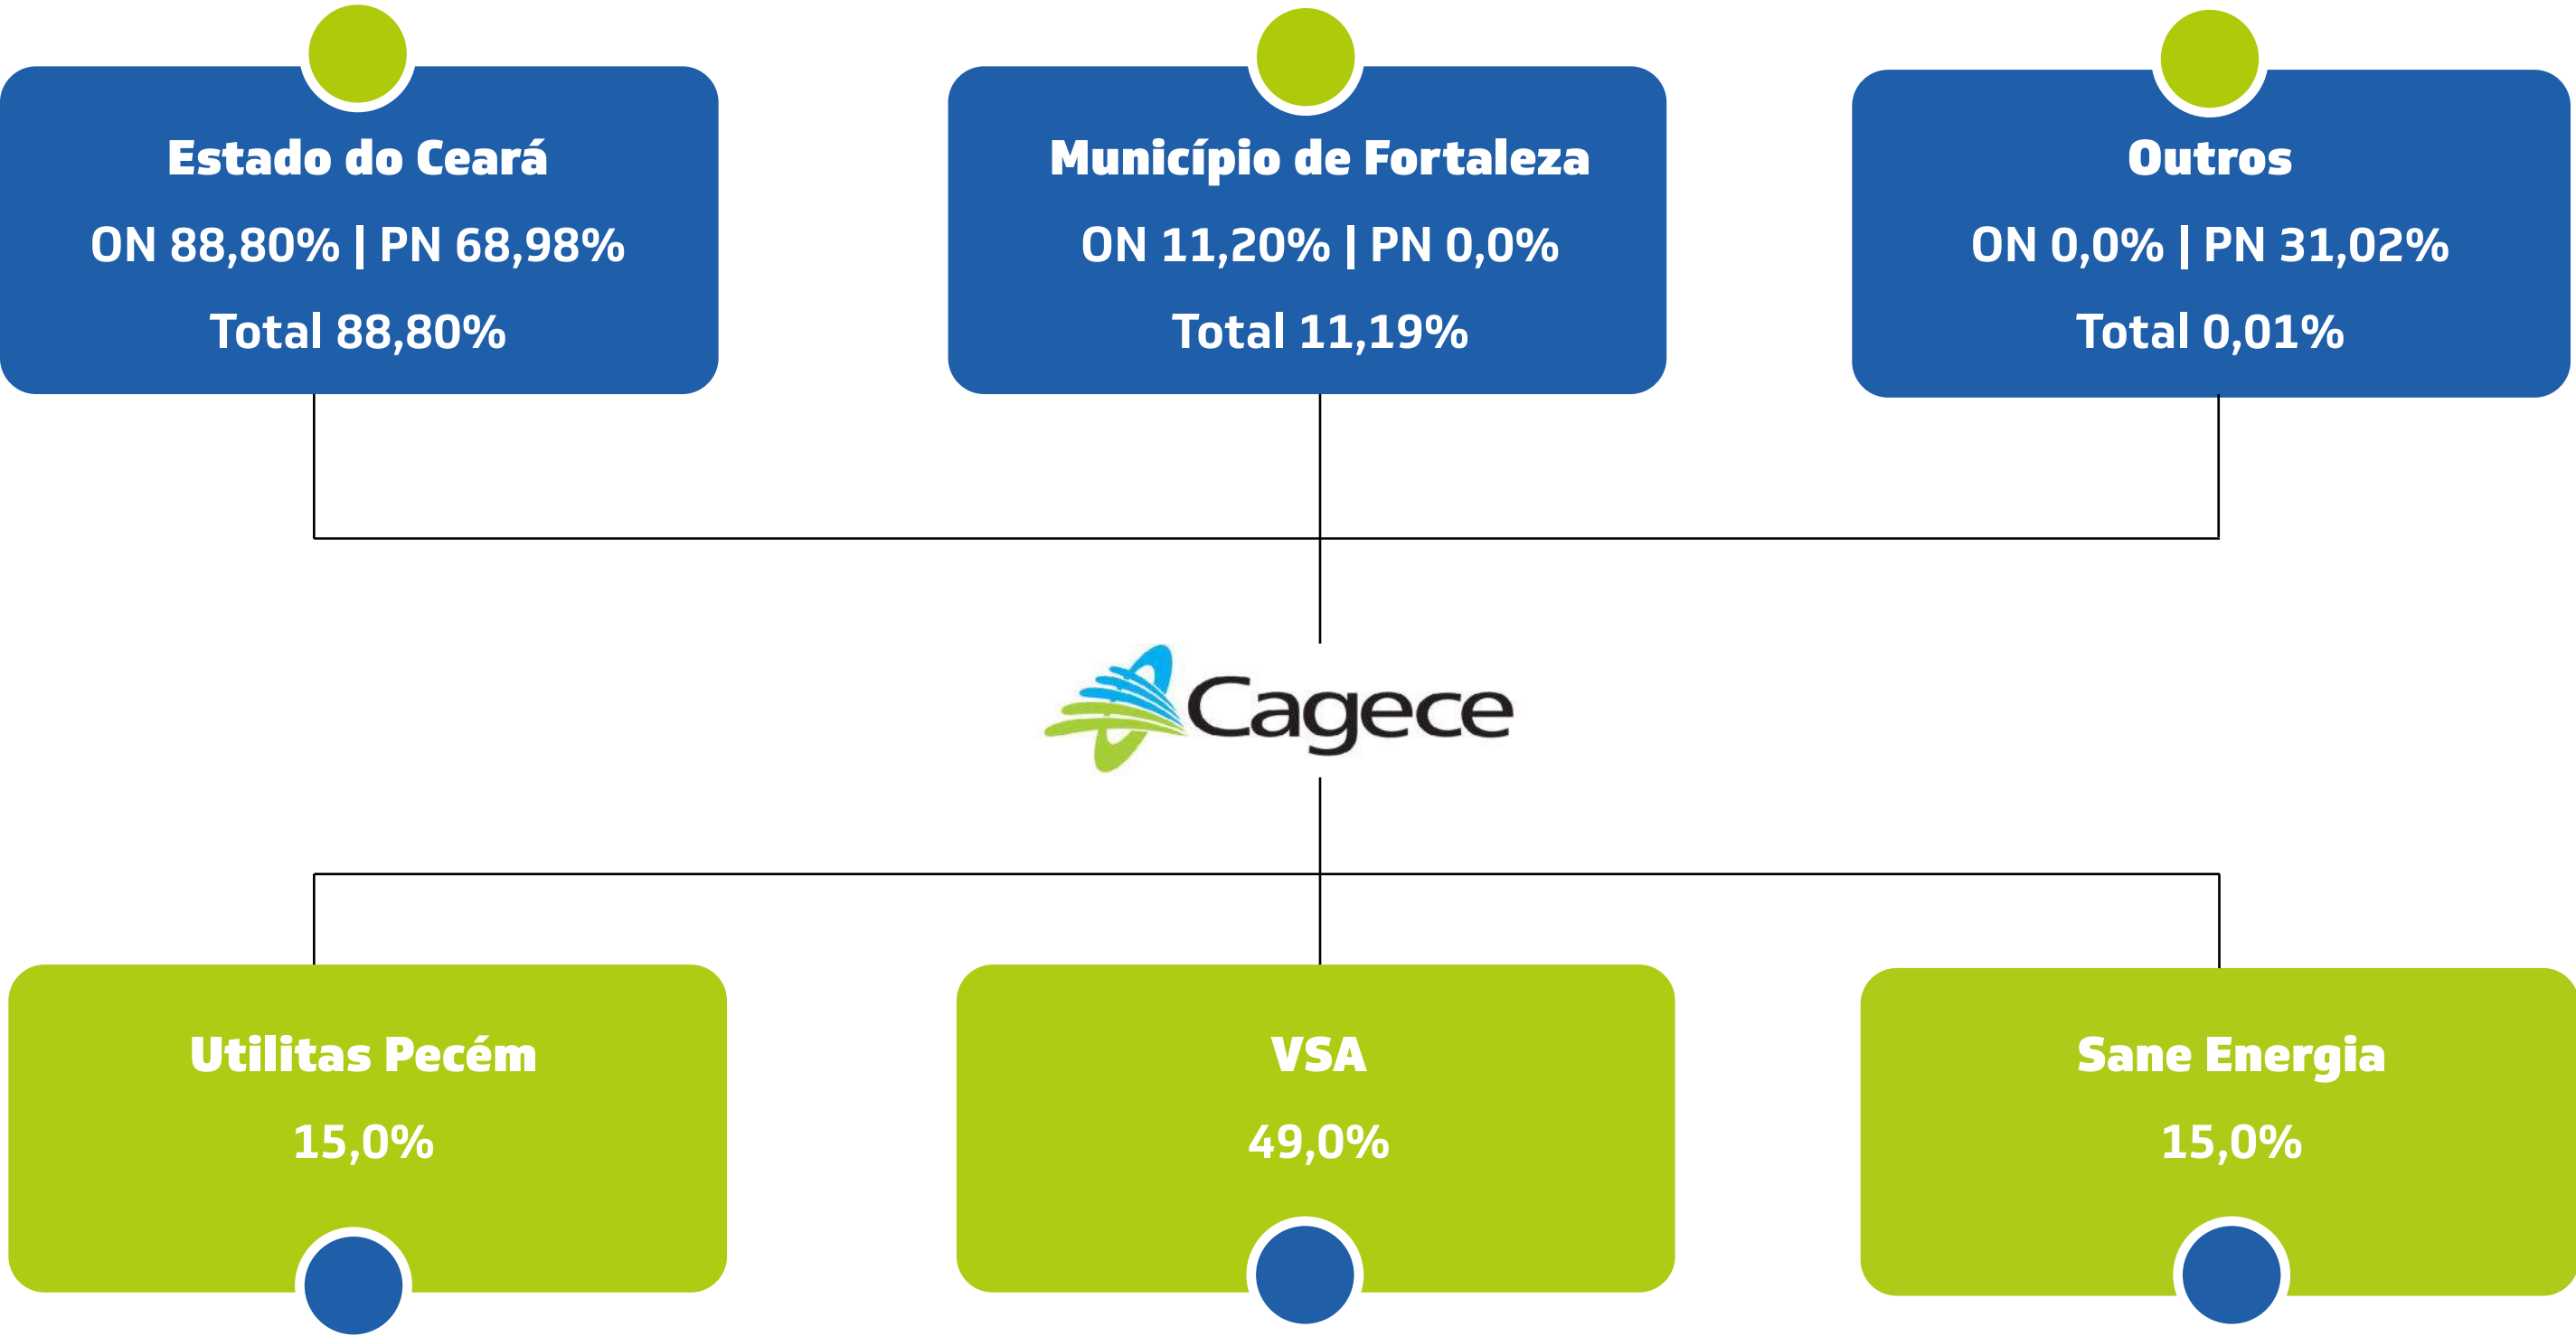 Estado do Ceará
ON 88,80% | PN 68,98%
Total 88,80%
Município de Fortaleza
ON 11,20% | PN 0,0%
Total 11,19%
Outros
ON 0,0% | PN 31,02%
Total 0,01%
Cagece
Utilitas Pecém
15,0%
VSA
49,0%
Sane Energia
15,0%